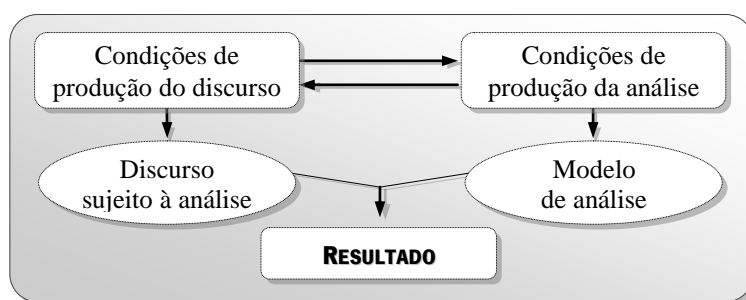 Condições de
produção do discurso
Condições de
produção da análise
Discurso
sujeito à análise
Modelo
de análise
RESULTADO